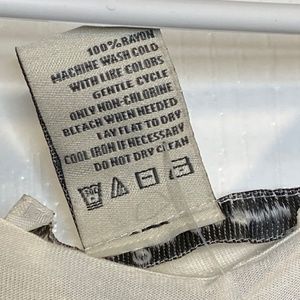 100% RAYON
MACHINE WASH COLD
WITH LIKE COLORS
GENTLE CYCLE
ONLY NON-CHLORINE
BLEACH WHEN NEEDED
LAY FLAT TO DRY
COOL IRON IF NECESSARY
DO NOT DRY CLEAN